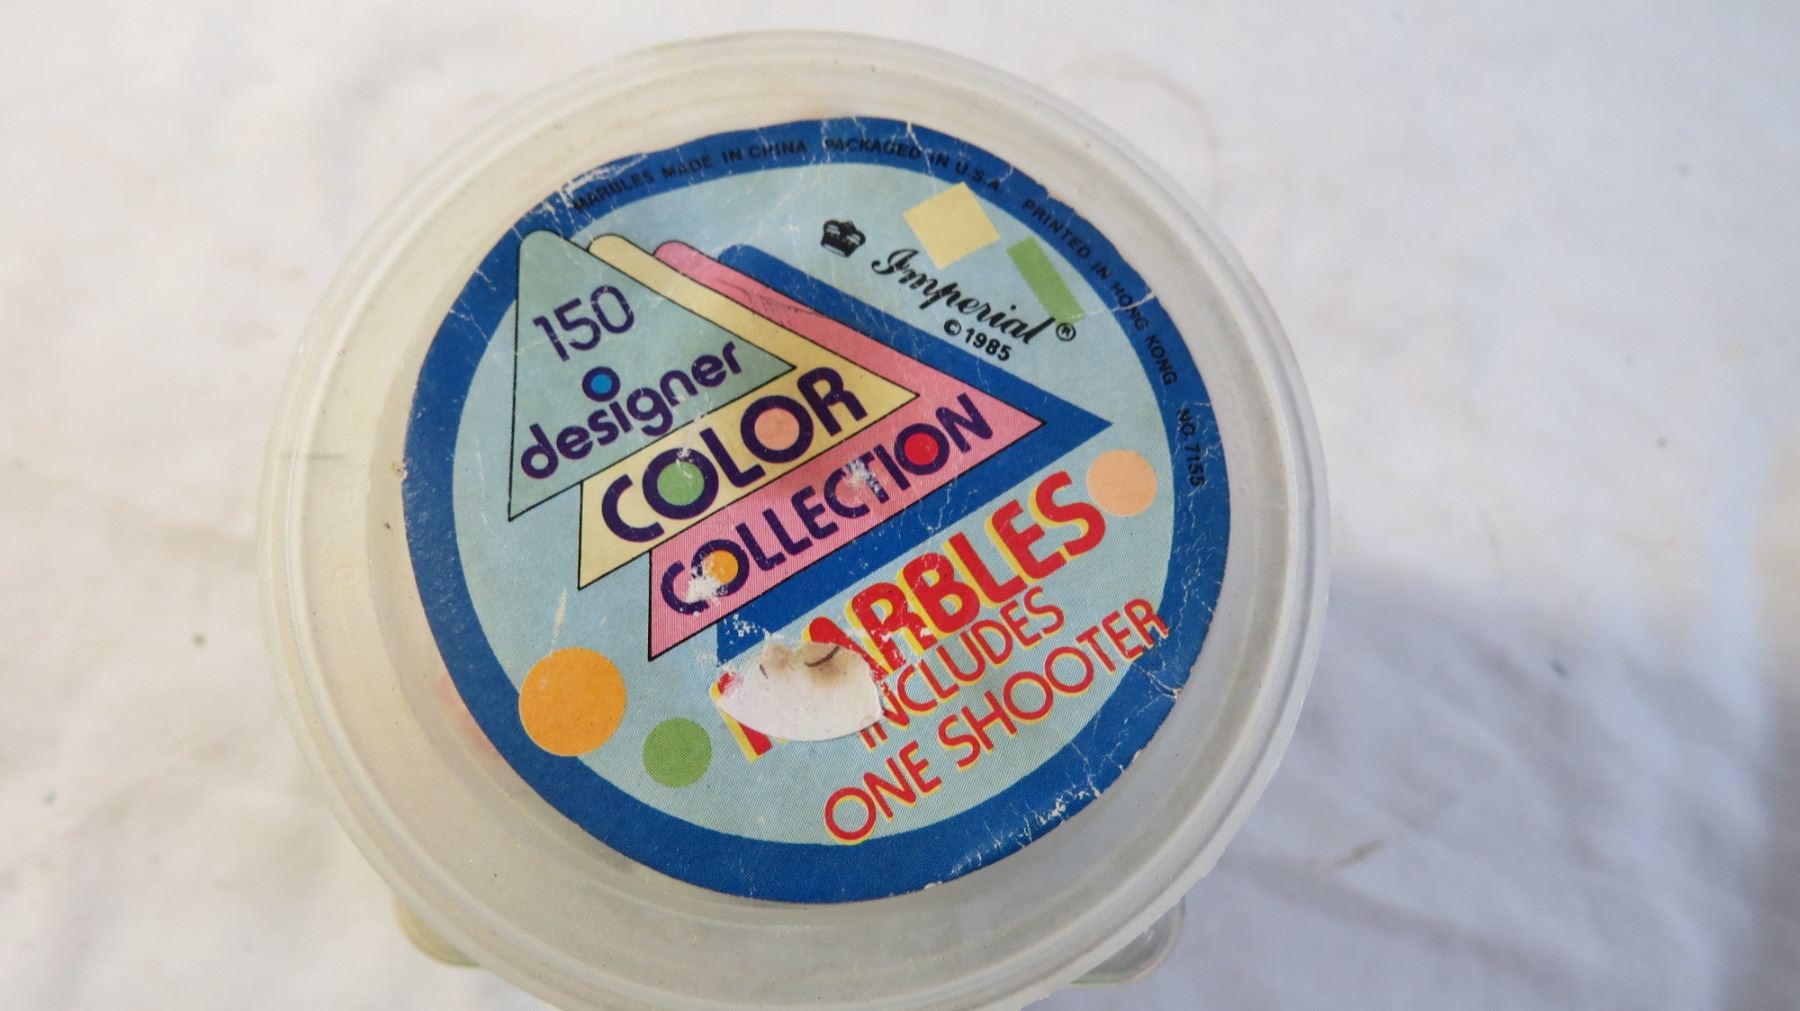 MARBLES MADE IN CHINA PACKAGED IN U.S.A PRINTED IN HONG KONG NO. 7155
Imperial®
©1985
150
designer
COLOR
COLLECTION
MARBLES
INCLUDES
ONE SHOOTER